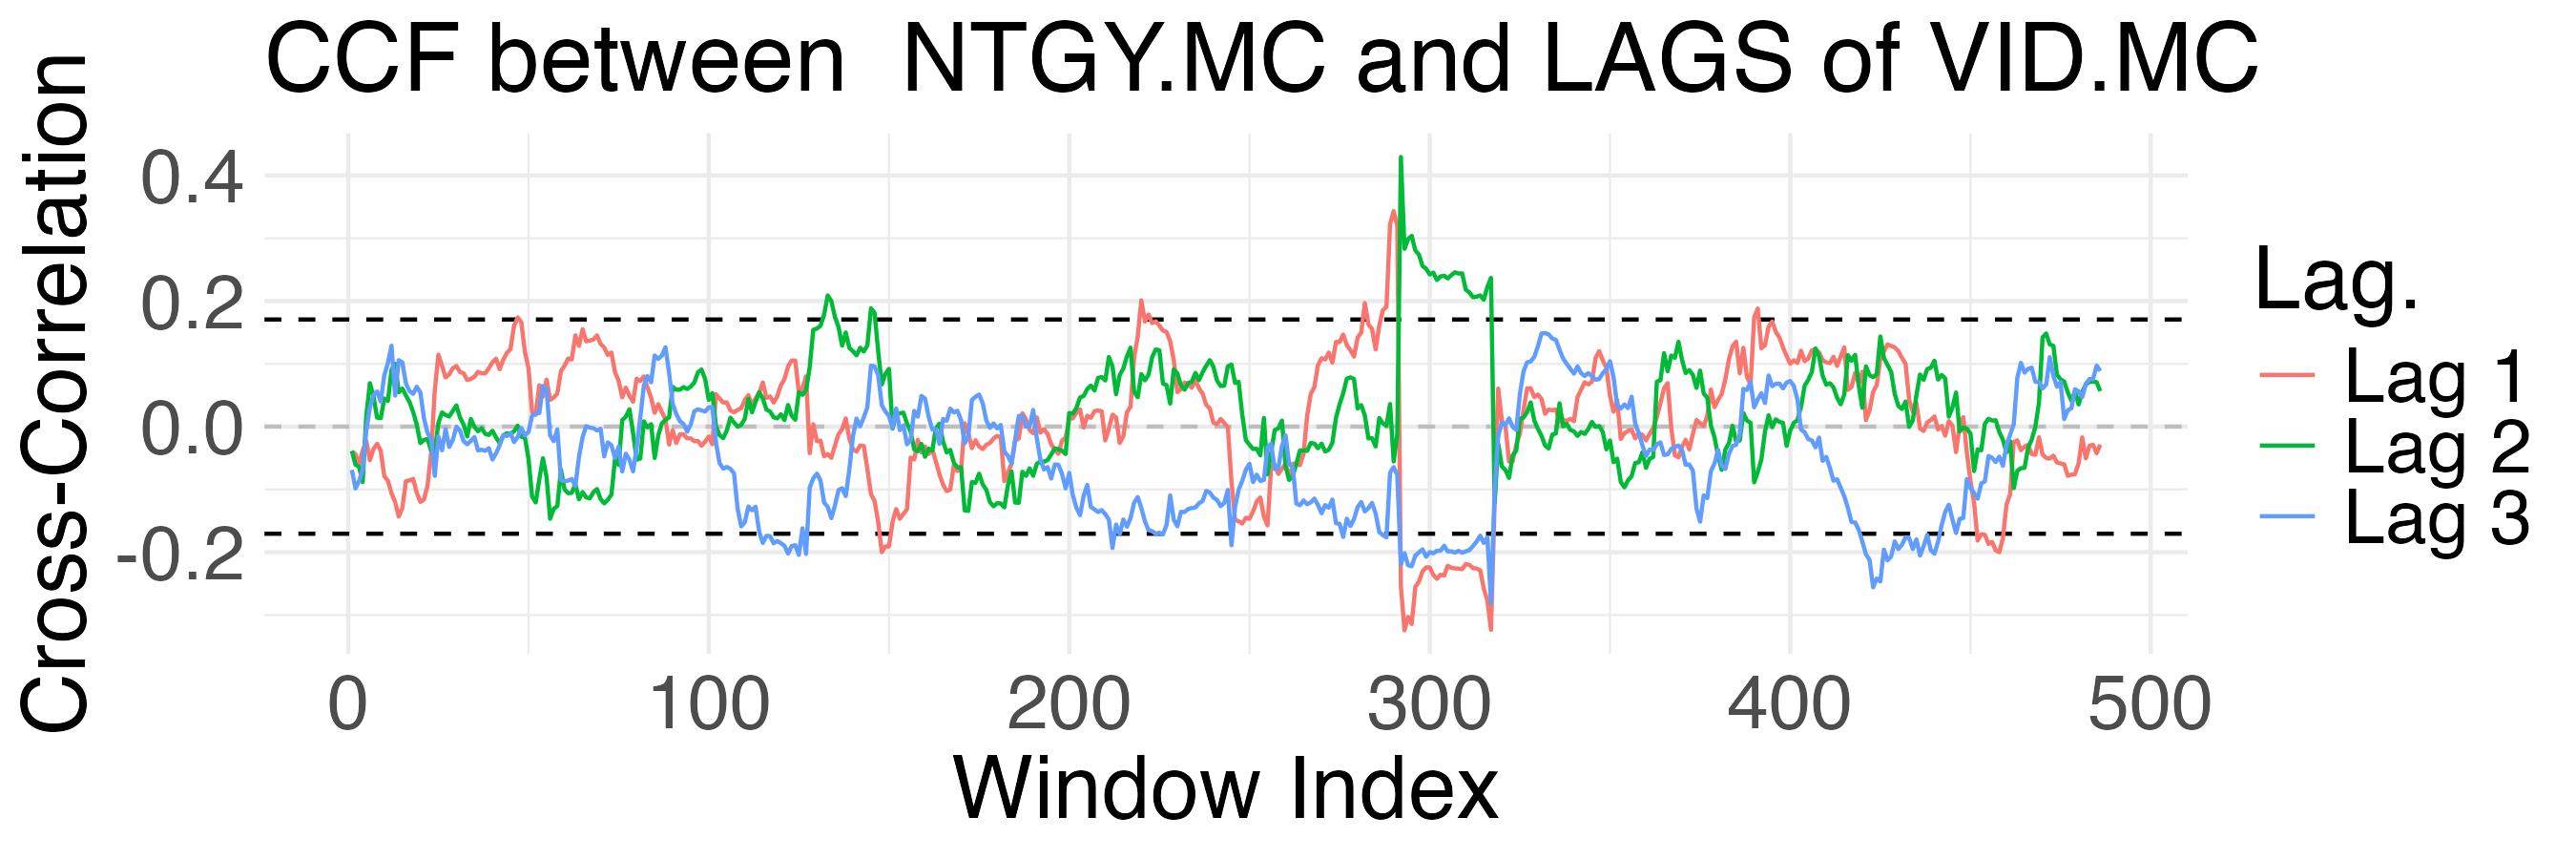 CCF between  NTGY.MC and LAGS of VID.MC
Cross-Correlation
0.4
0.2
0.0
-0.2
0
100
200
300
400
500
Window Index
Lag.
Lag 1
Lag 2
Lag 3